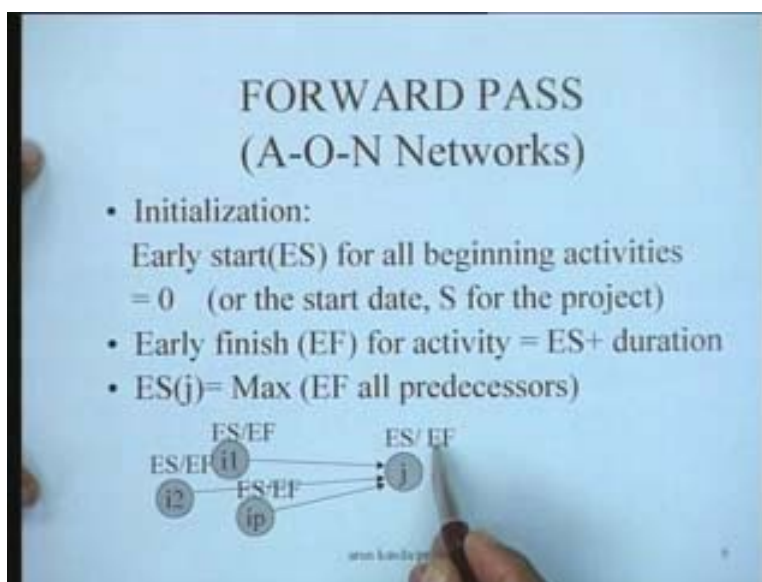 FORWARD PASS
(A-O-N Networks)
• Initialization:
Early start(ES) for all beginning activities
= 0 (or the start date, S for the project)
• Early finish (EF) for activity = ES+ duration
• ES(j)= Max (EF all predecessors)
ES/EF
ES/ EF
ES/EF
i1
j
i2
ES/EF
ip